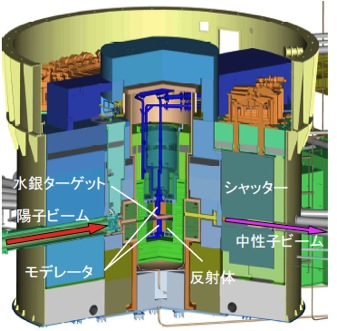 水銀ターゲット
シャッター
陽子ビーム
中性子ビーム
モデレータ
反射体